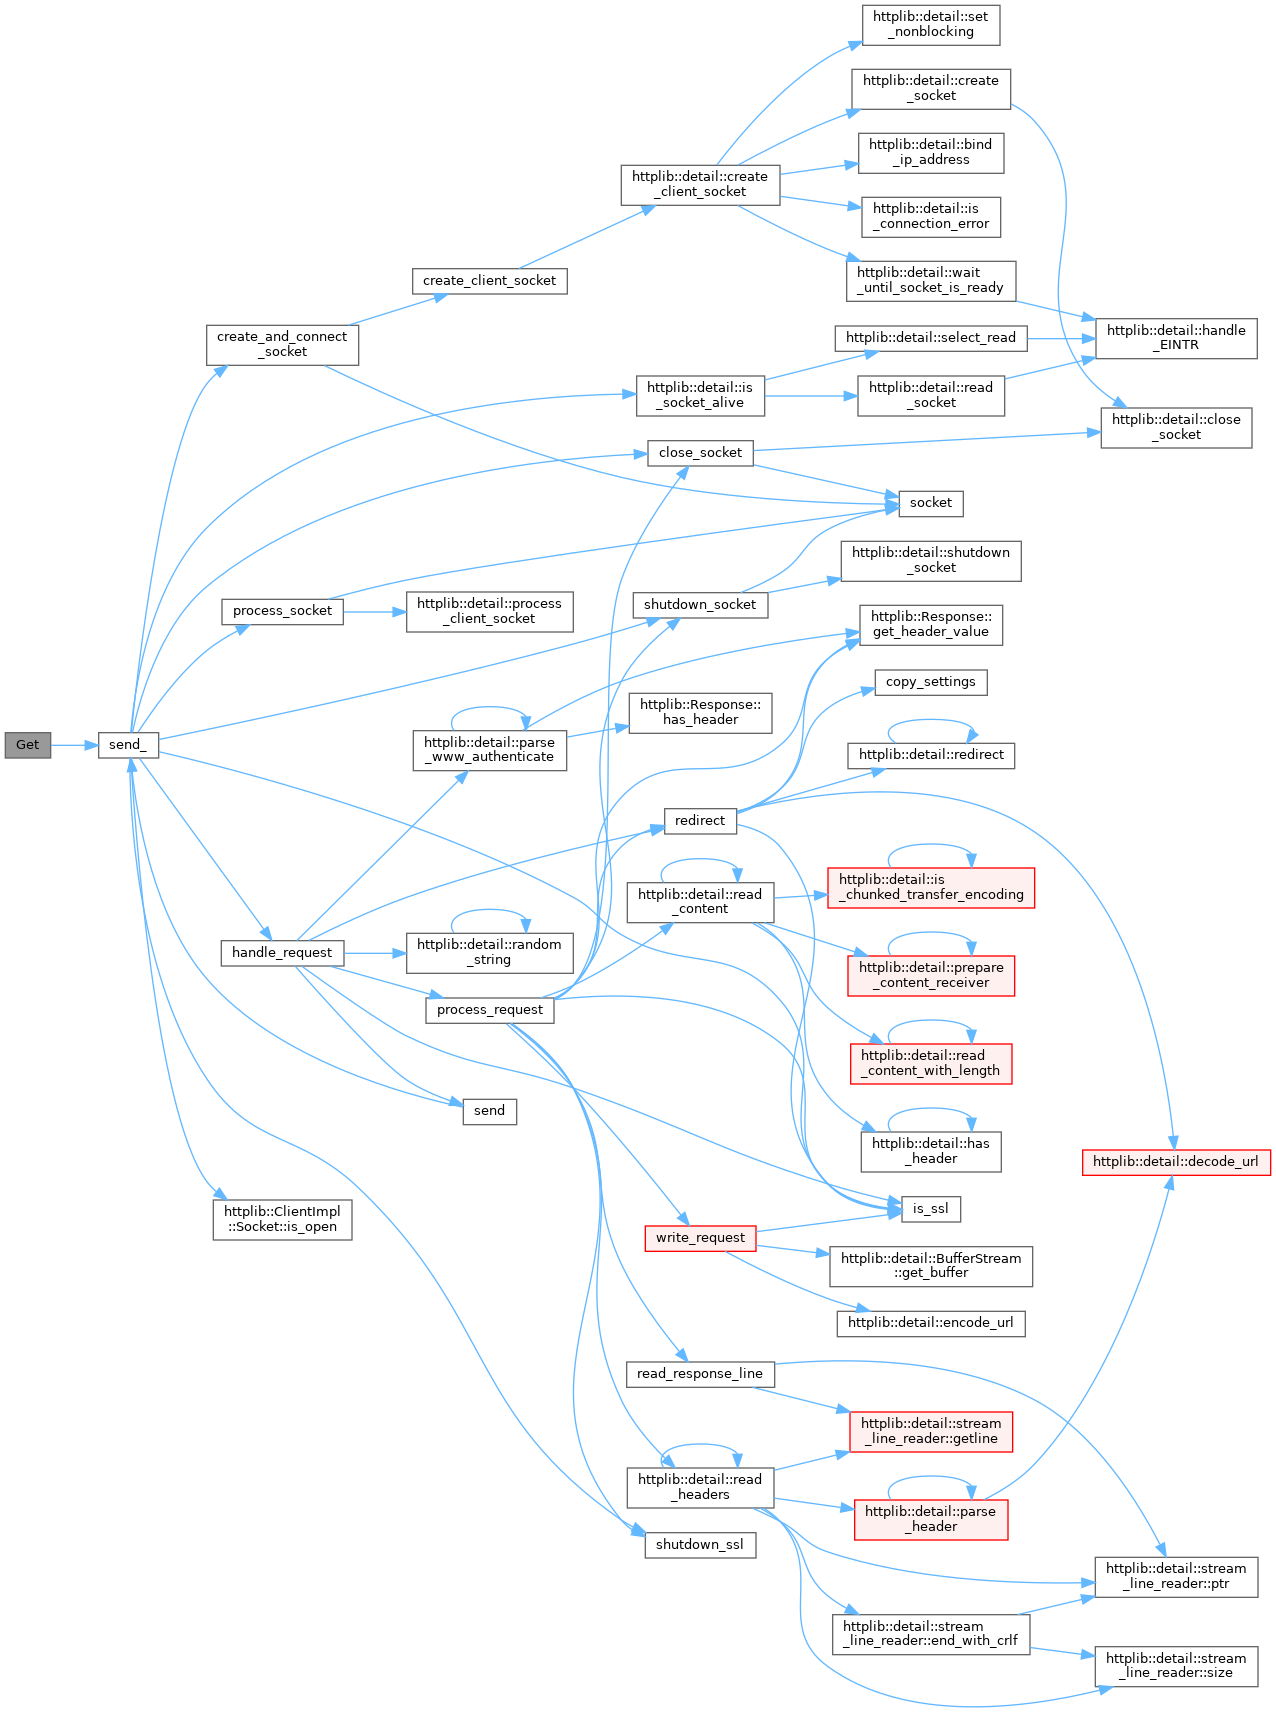 httplib::detail::set
_nonblocking
httplib::detail::create
_socket
httplib::detail::bind
_ip_address
httplib::detail::create
_client_socket
httplib::detail::is
_connection_error
httplib::detail::wait
_until_socket_is_ready
create_client_socket
httplib::detail::handle
_EINTR
create_and_connect
_socket
httplib::detail::select_read
httplib::detail::is
_socket_alive
httplib::detail::read
_socket
httplib::detail::close
_socket
close_socket
socket
httplib::detail::shutdown
_socket
process_socket
httplib::detail::process
_client_socket
shutdown_socket
httplib::Response::
get_header_value
copy_settings
httplib::Response::
has_header
Get
send_
httplib::detail::parse
_www_authenticate
httplib::detail::redirect
redirect
httplib::detail::read
_content
httplib::detail::is
_chunked_transfer_encoding
handle_request
httplib::detail::random
_string
httplib::detail::prepare
_content_receiver
process_request
httplib::detail::read
_content_with_length
send
httplib::detail::has
_header
httplib::detail::decode_url
httplib::ClientImpl
::Socket::is_open
is_ssl
write_request
httplib::detail::BufferStream
::get_buffer
httplib::detail::encode_url
read_response_line
httplib::detail::stream
_line_reader::getline
httplib::detail::read
_headers
httplib::detail::parse
_header
shutdown_ssl
httplib::detail::stream
_line_reader::ptr
httplib::detail::stream
_line_reader::end_with_crlf
httplib::detail::stream
_line_reader::size